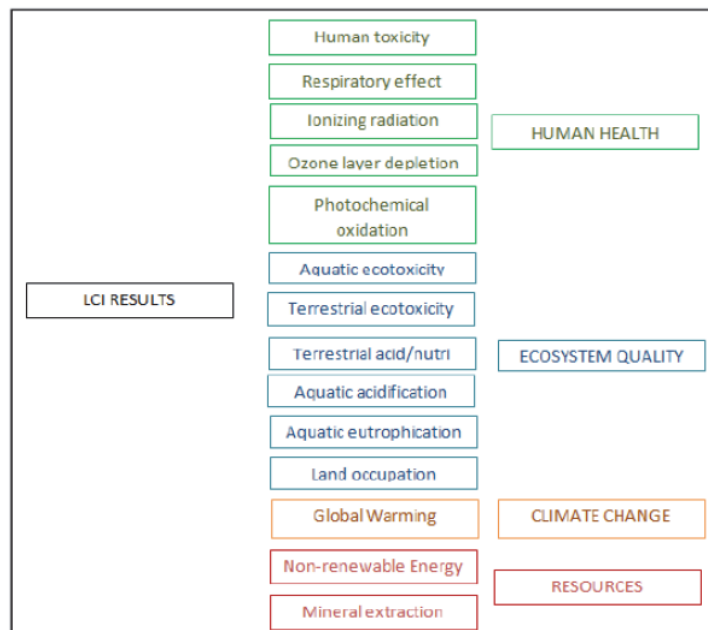 Human toxicity
Respiratory effect
Ionizing radiation
HUMAN HEALTH
Ozone layer depletion
Photochemical
oxidation
Aquatic ecotoxicity
LCI RESULTS
Terrestrial ecotoxicity
Terrestrial acid/nutri
ECOSYSTEM QUALITY
Aquatic acidification
Aquatic eutrophication
Land occupation
Global Warming
CLIMATE CHANGE
Non-renewable Energy
RESOURCES
Mineral extraction